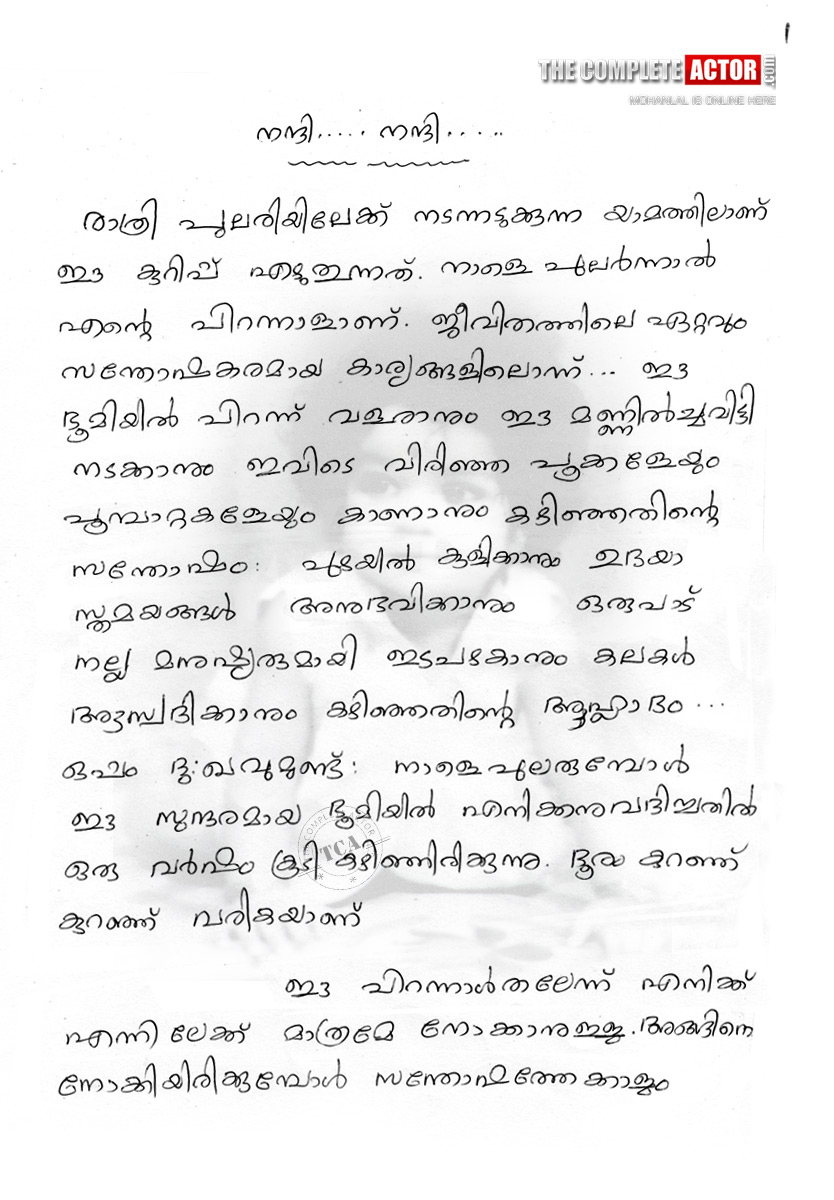 1
THE COMPLETE ACTOR .com
MOHANLAL IS ONLINE HERE
നന്ദി..... നന്ദി.....
രാത്രി പുലരിയിലേക്ക് നടന്നടുക്കുന്ന യാമത്തിലാണ്
ഈ കുറിപ്പ് എഴുതുന്നത്. നാളെ പുലർന്നാൽ
എന്റെ പിറന്നാളാണ്. ജീവിതത്തിലെ ഏറ്റവും
സന്തോഷകരമായ കാര്യങ്ങളിലൊന്ന്... ഈ
ഭൂമിയിൽ പിറന്ന് വളരാനും ഈ മണ്ണിൽചുവിട്ടി
നടക്കാനും ഇവിടെ വിരിഞ്ഞ പൂക്കളേയും
പൂമ്പാറ്റകളേയും കാണാനും കഴിഞ്ഞതിന്റെ
സന്തോഷം: പുഴയിൽ കുളിക്കാനും ഉദയാ
സ്തമയങ്ങൾ അനുഭവിക്കാനും ഒരുപാട്
നല്ല മനുഷ്യരുമായി ഇടപഴകാനും കലകൾ
ആസ്വദിക്കാനും കഴിഞ്ഞതിന്റെ ആഹ്ലാദം...
ഒപ്പം ദു:ഖവുമുണ്ട്: നാളെപുലരുമ്പോൾ
ഈ സുന്ദരമായ ഭൂമിയിൽ എനിക്കനുവദിച്ചതിൽ
ഒരു വർഷം കൂടി കഴിഞ്ഞിരിക്കുന്നു. ദൂരം കുറഞ്ഞ്
കുറഞ്ഞ് വരികയാണ്
COMPLETE ACTOR
TCA
ഈ പിറന്നാൾതലേന്ന് എനിക്ക്
എന്നിലേക്ക് മാത്രമേ നോക്കാനുള്ളു. അങ്ങിനെ
നോക്കിയിരിക്കുമ്പോൾ സന്തോഷത്തേക്കാളും